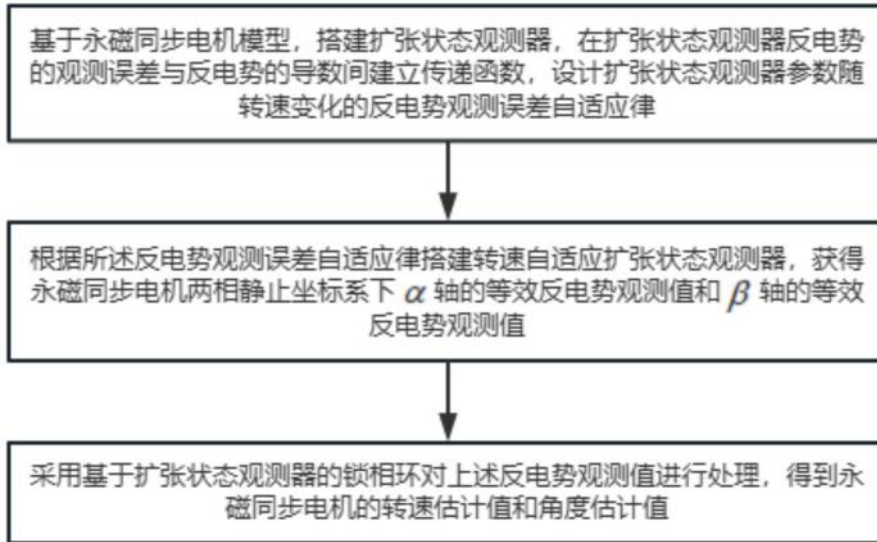 基于永磁同步电机模型，搭建扩张状态观测器，在扩张状态观测器反电势
的观测误差与反电势的导数间建立传递函数，设计扩张状态观测器参数随
转速变化的反电势观测误差自适应律
根据所述反电势观测误差自适应律搭建转速自适应扩张状态观测器，获得
永磁同步电机两相静止坐标系下 α 轴的等效反电势观测值和 β 轴的等效
反电势观测值
采用基于扩张状态观测器的锁相环对上述反电势观测值进行处理，得到永
磁同步电机的转速估计值和角度估计值